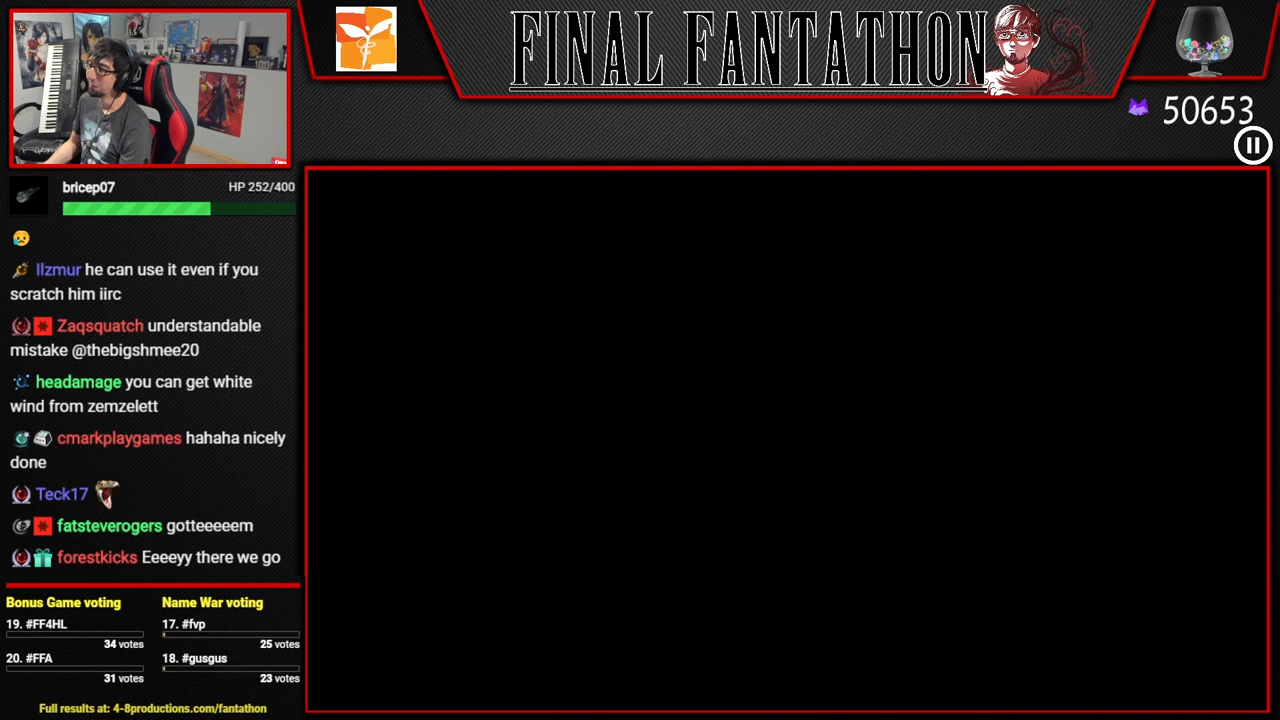 FINAL FANTATHON
50653
bricep07 HP 252/400
Ilzmur he can use it even if you
scratch him iirc
Zaqsquatch understandable
mistake @thebigshmee20
headamage you can get white
wind from zemzelett
cmarkplaygames hahaha nicely
done
Teck17
fatsteverogers gotteeeeem
forestkicks Eeeeyy there we go
Bonus Game voting
19. #FF4HL
34 votes
20. #FFA
31 votes
Name War voting
17. #fvp
25 votes
18. #gusgus
23 votes
Full results at: 4-8productions.com/fantathon